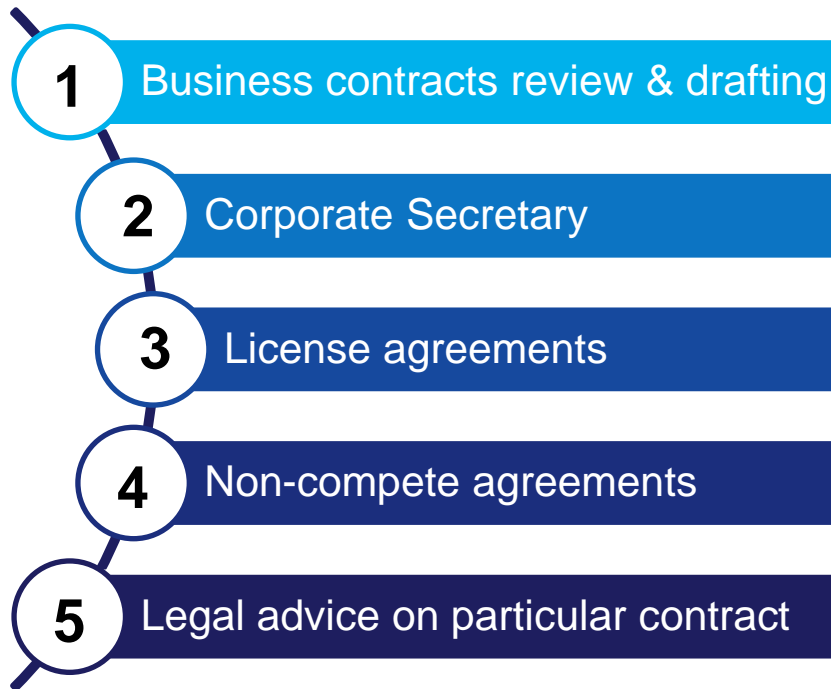 1 Business contracts review & drafting
2 Corporate Secretary
3 License agreements
4 Non-compete agreements
5 Legal advice on particular contract